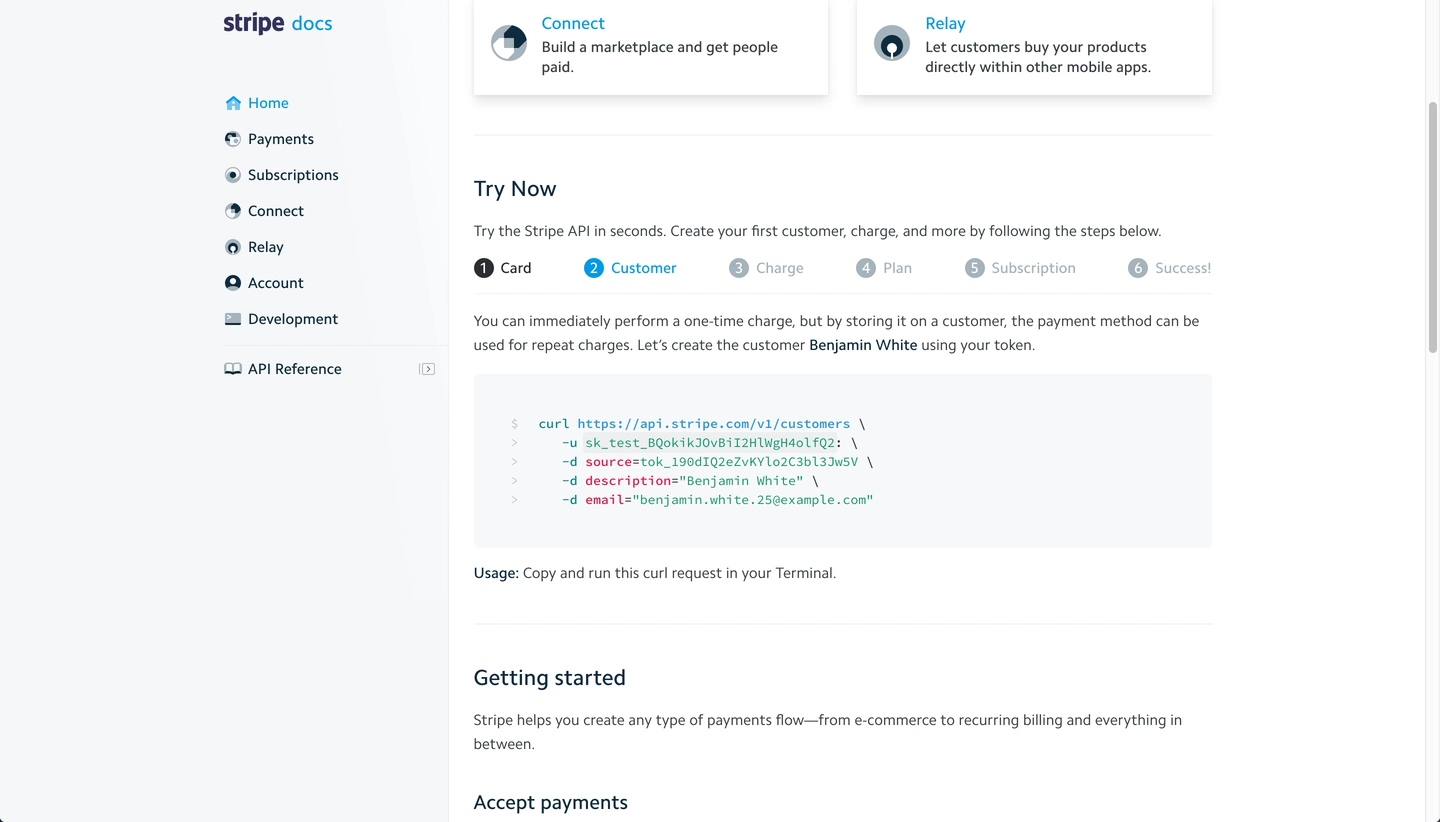 stripe docs
Home
Payments
Subscriptions
Connect
Relay
Account
Development
API Reference
Connect
Build a marketplace and get people
paid.
Relay
Let customers buy your products
directly within other mobile apps.
Try Now
Try the Stripe API in seconds. Create your first customer, charge, and more by following the steps below.
1 Card 2 Customer 3 Charge 4 Plan 5 Subscription 6 Success!
You can immediately perform a one-time charge, but by storing it on a customer, the payment method can be
used for repeat charges. Let’s create the customer Benjamin White using your token.
$ curl https://api.stripe.com/v1/customers \
> -u sk_test_BQokikJOvBiI2HlWgH4olfQ2: \
> -d source=tok_190dIQ2eZvKYlo2C3bl3Jw5V \
> -d description="Benjamin White" \
> -d email="benjamin.white.25@example.com"
Usage: Copy and run this curl request in your Terminal.
Getting started
Stripe helps you create any type of payments flow—from e-commerce to recurring billing and everything in
between.
Accept payments